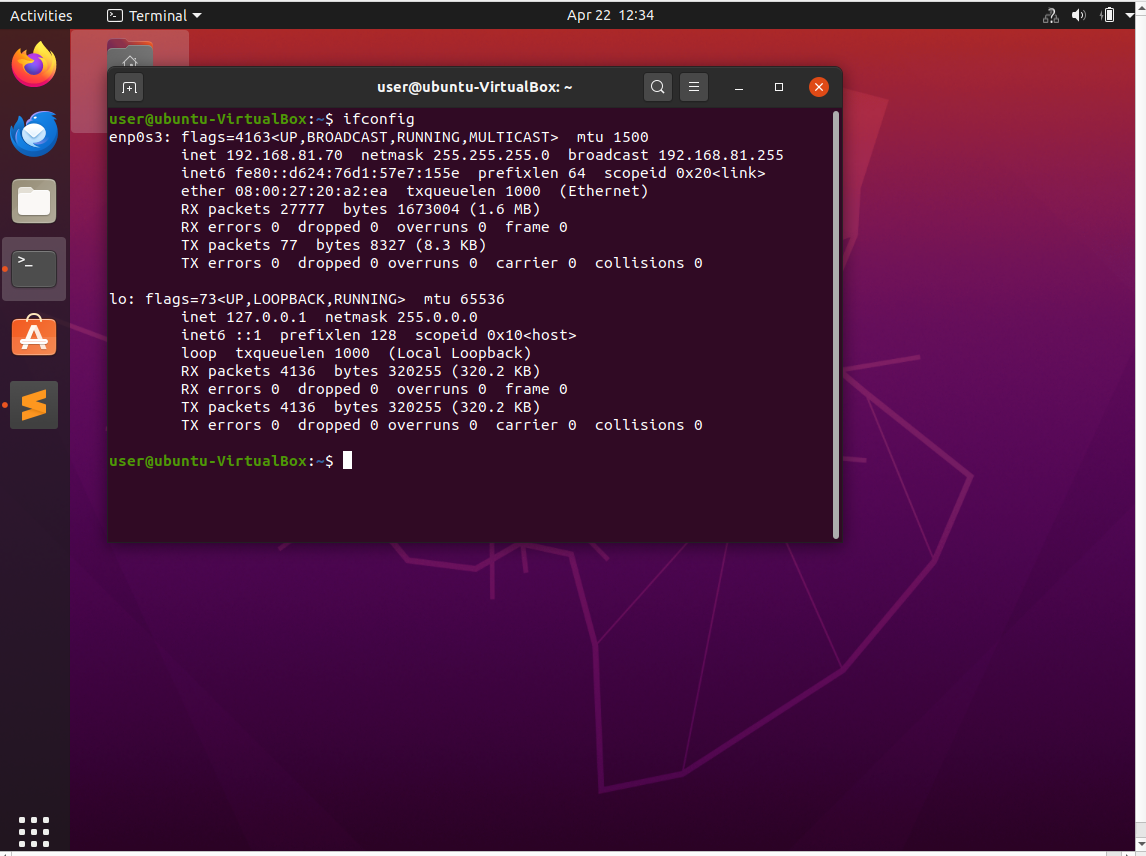 Activities
Terminal
Apr 22 12:34
user@ubuntu-VirtualBox: ~
user@ubuntu-VirtualBox:~$ ifconfig
enp0s3: flags=4163<UP,BROADCAST,RUNNING,MULTICAST>  mtu 1500
        inet 192.168.81.70  netmask 255.255.255.0  broadcast 192.168.81.255
        inet6 fe80::d624:76d1:57e7:155e  prefixlen 64  scopeid 0x20<link>
        ether 08:00:27:20:a2:ea  txqueuelen 1000  (Ethernet)
        RX packets 27777  bytes 1673004 (1.6 MB)
        RX errors 0  dropped 0  overruns 0  frame 0
        TX packets 77  bytes 8327 (8.3 KB)
        TX errors 0  dropped 0 overruns 0  carrier 0  collisions 0

lo: flags=73<UP,LOOPBACK,RUNNING>  mtu 65536
        inet 127.0.0.1  netmask 255.0.0.0
        inet6 ::1  prefixlen 128  scopeid 0x10<host>
        loop  txqueuelen 1000  (Local Loopback)
        RX packets 4136  bytes 320255 (320.2 KB)
        RX errors 0  dropped 0  overruns 0  frame 0
        TX packets 4136  bytes 320255 (320.2 KB)
        TX errors 0  dropped 0 overruns 0  carrier 0  collisions 0

user@ubuntu-VirtualBox:~$